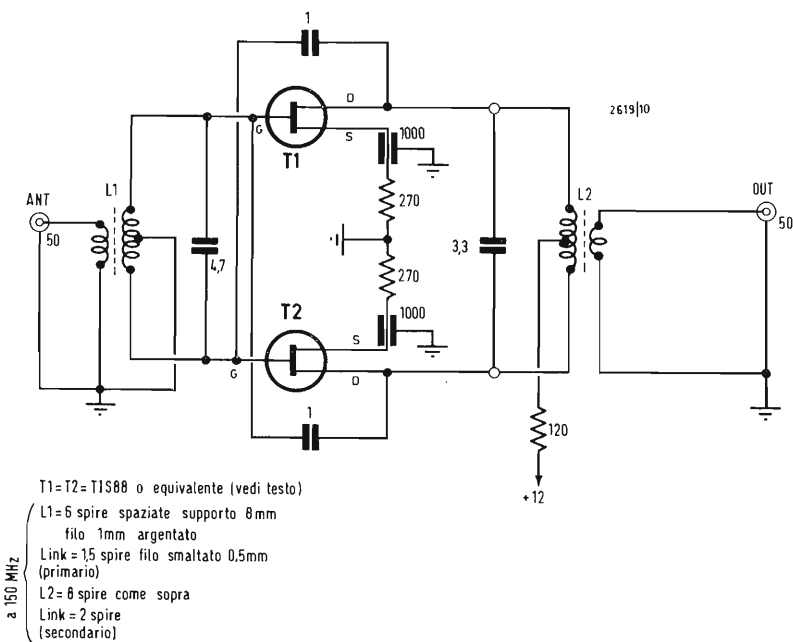 1
D
2619|10
G
S
1000
T1
L1
L2
ANT
OUT
270
50
50
4,7
3,3
270
T2
1000
S
G
D
1
120
+12
T1=T2=TIS88 o equivalente (vedi testo)
a 150 MHz
L1=6 spire spaziate supporto 8mm
filo 1mm argentato
Link=1,5 spire filo smaltato 0,5mm
(primario)
L2=8 spire come sopra
Link=2 spire
(secondario)